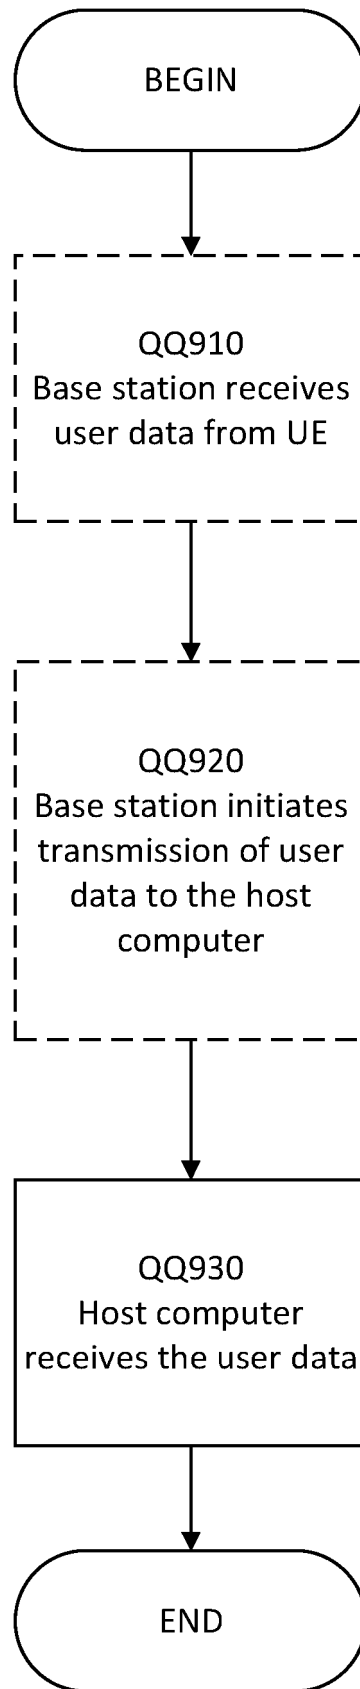 BEGIN
QQ910
Base station receives
user data from UE
QQ920
Base station initiates
transmission of user
data to the host
computer
QQ930
Host computer
receives the user data
END